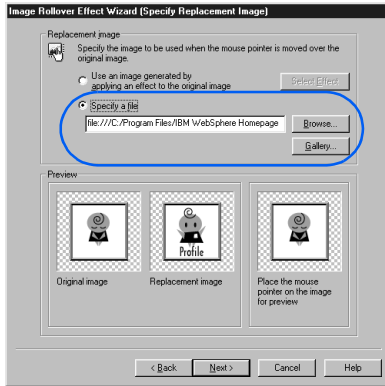 Image Rollover Effect Wizard (Specify Replacement Image)
Replacement image
Specify the image to be used when the mouse pointer is moved over the
original image.
Use an image generated by
applying an effect to the original image
Select Effect
Specify a file
file:///C:/Program Files/IBM WebSphere Homepage
Browse...
Gallery...
Preview
Profile
Original image
Replacement image
Place the mouse
pointer on the image
for preview
< Back
Next >
Cancel
Help